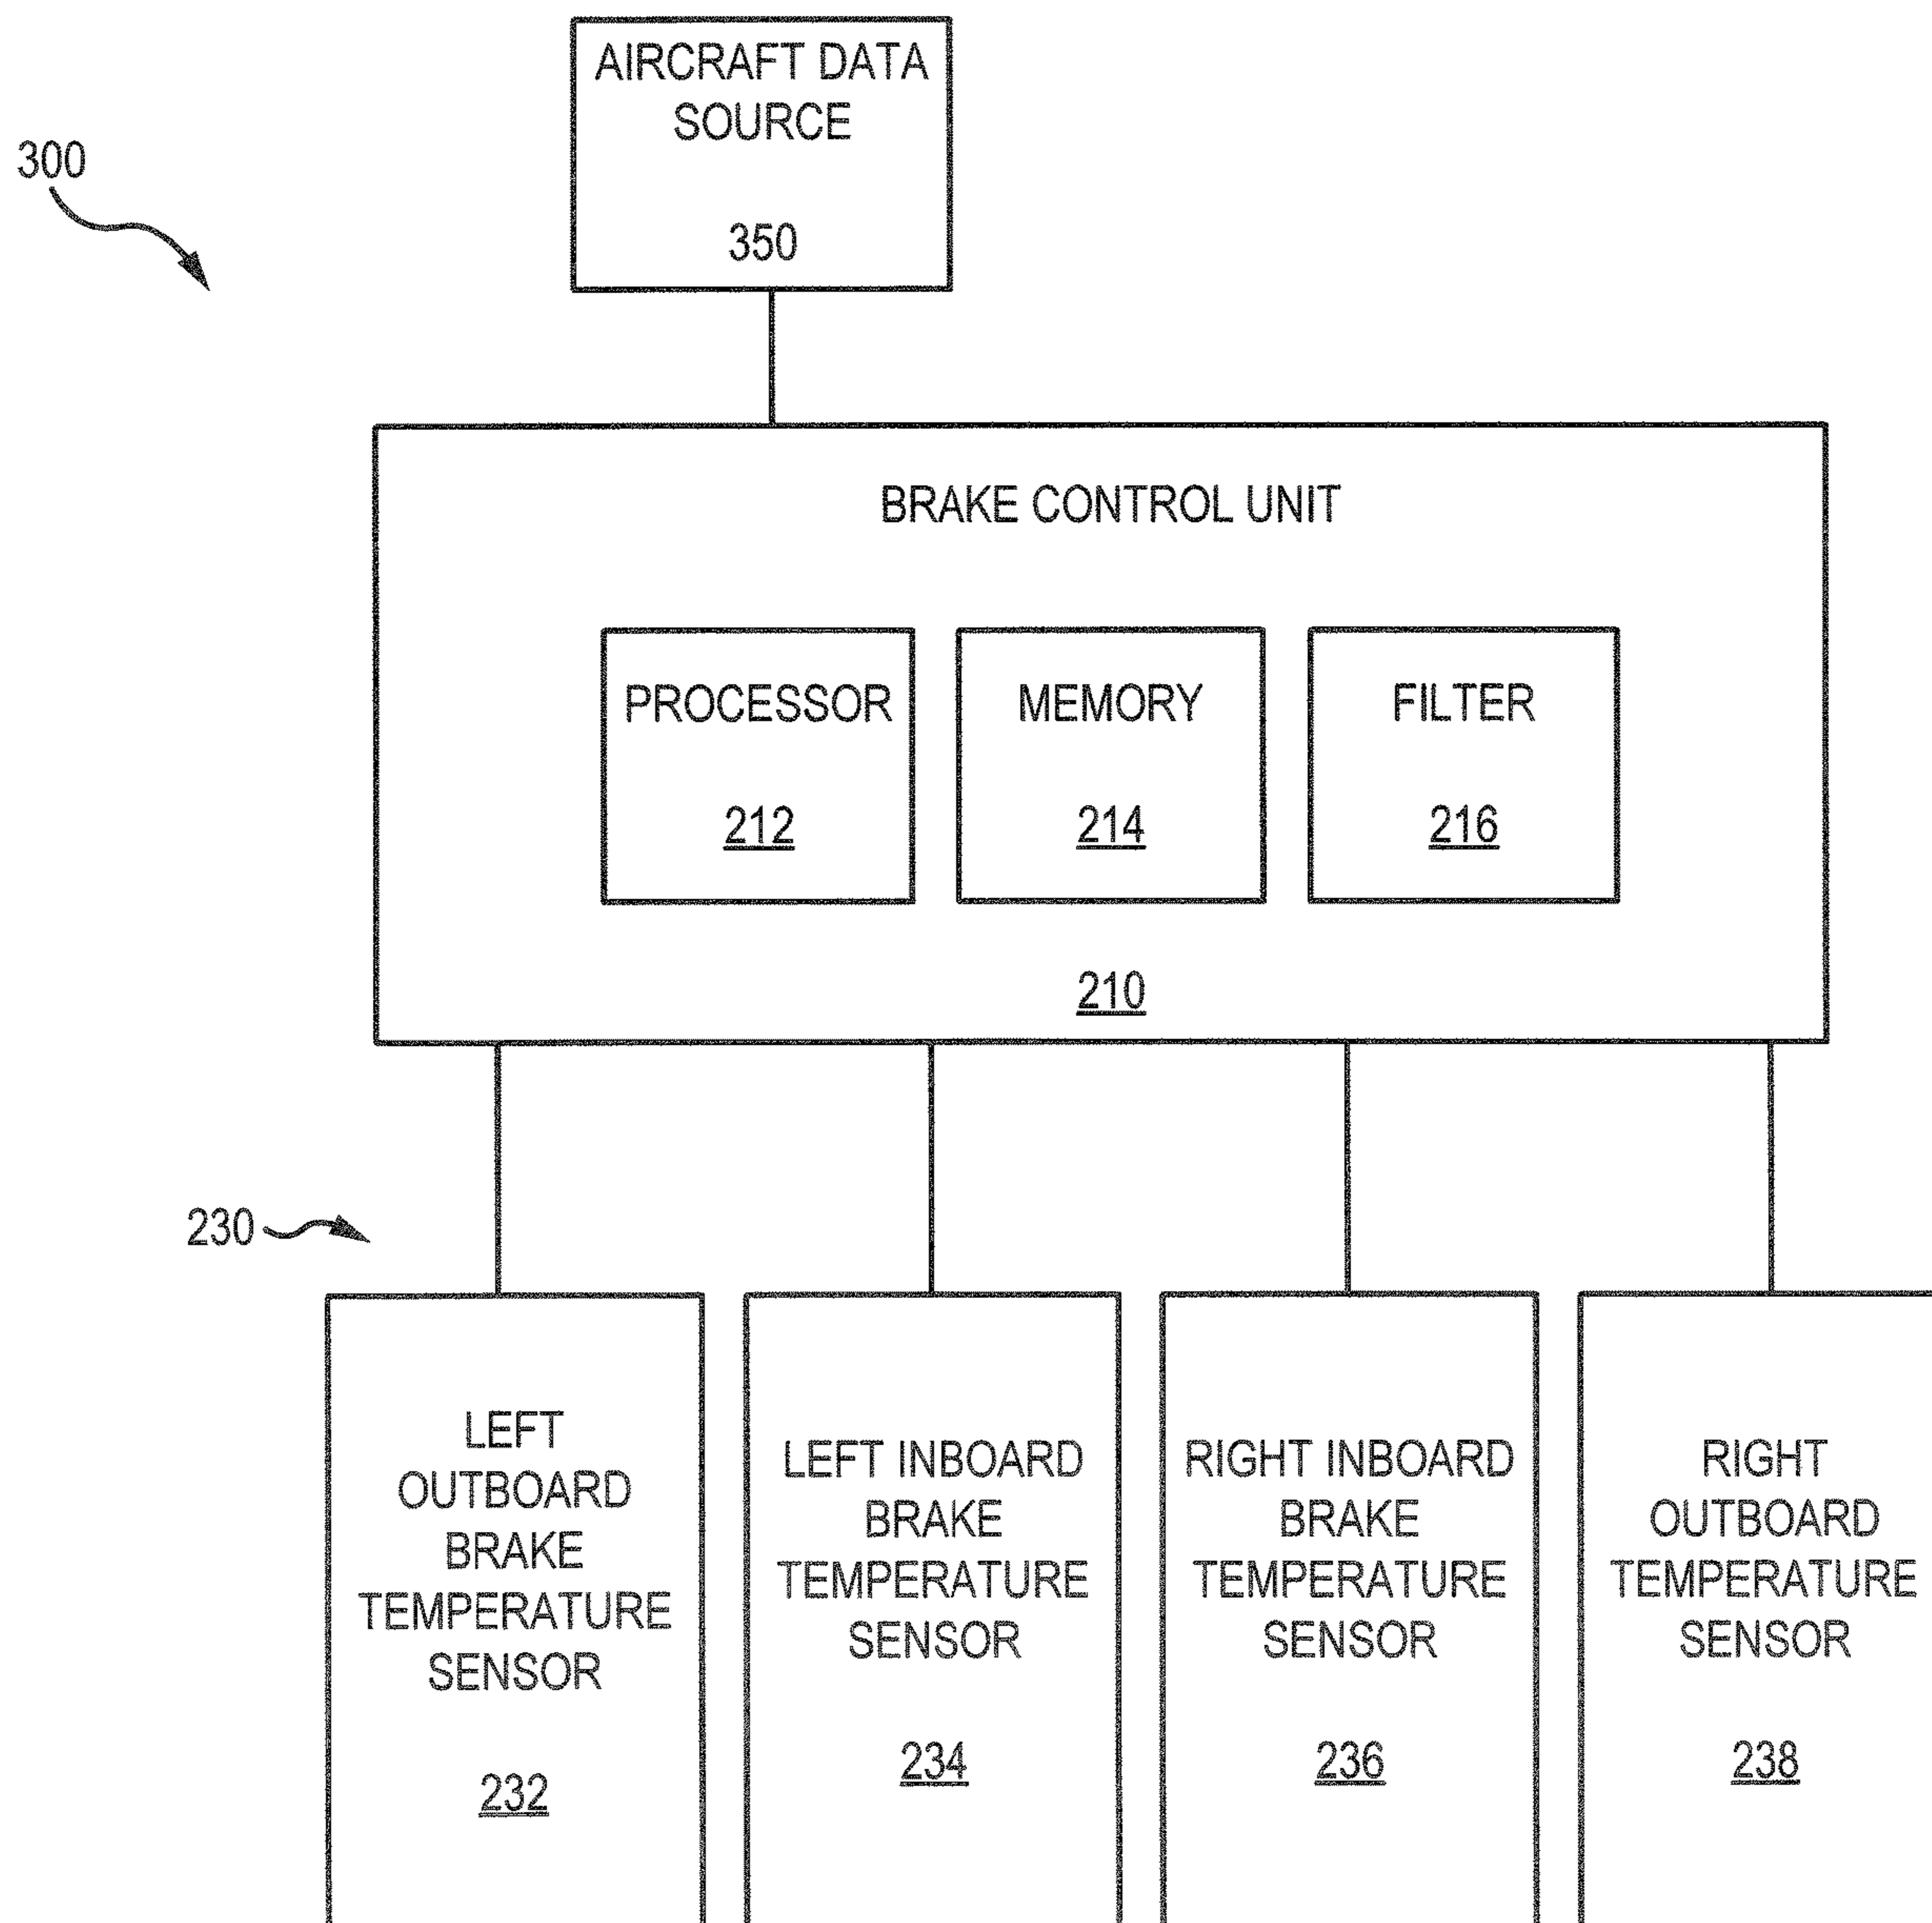 AIRCRAFT DATA
SOURCE
350
300
BRAKE CONTROL UNIT
PROCESSOR
212
MEMORY
214
FILTER
216
210
230
LEFT
OUTBOARD
BRAKE
TEMPERATURE
SENSOR
232
LEFT INBOARD
BRAKE
TEMPERATURE
SENSOR
234
RIGHT INBOARD
BRAKE
TEMPERATURE
SENSOR
236
RIGHT
OUTBOARD
TEMPERATURE
SENSOR
238